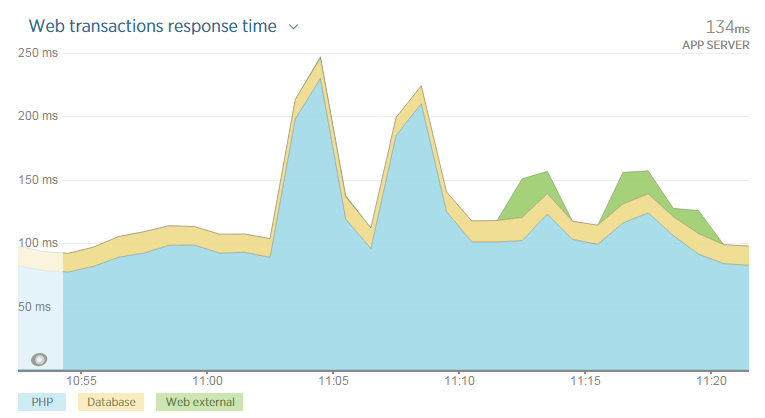 Web transactions response time
134ms
APP SERVER
250 ms
200 ms
150 ms
100 ms
50 ms
10:55 11:00 11:05 11:10 11:15 11:20
PHP Database Web external